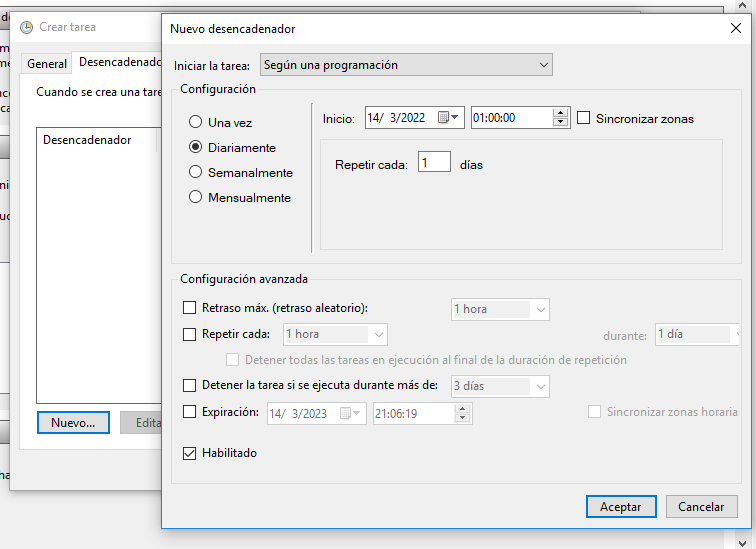 Crear tarea
General
Desencadenado
Cuando se crea una tare
Desencadenador
Nuevo...
Edita
Nuevo desencadenador
Iniciar la tarea:
Según una programación
Configuración
Una vez
Diariamente
Semanalmente
Mensualmente
Inicio:
14/ 3/2022
01:00:00
Sincronizar zonas
Repetir cada:
1
días
Configuración avanzada
Retraso máx. (retraso aleatorio):
1 hora
Repetir cada:
1 hora
durante:
1 día
Detener todas las tareas en ejecución al final de la duración de repetición
Detener la tarea si se ejecuta durante más de:
3 días
Expiración:
14/ 3/2023
21:06:19
Sincronizar zonas horaria
Habilitado
Aceptar
Cancelar